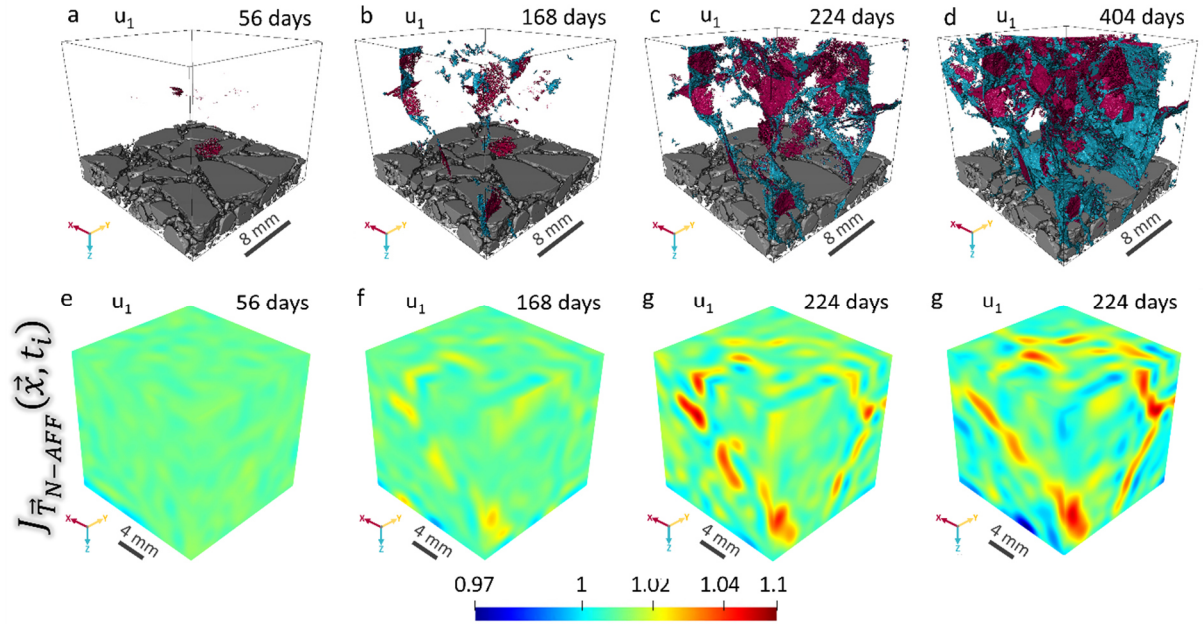 a u₁ 56 days
b u₁ 168 days
c u₁ 224 days
d u₁ 404 days
X Y Z 8 mm
X Y Z 8 mm
X Y Z 8 mm
X Y Z 8 mm
e u₁ 56 days
f u₁ 168 days
g u₁ 224 days
g u₁ 224 days
J_{\vec{T}_{N-AFF}}(\vec{x}, t_i)
X Y Z 4 mm
X Y Z 4 mm
X Y Z 4 mm
X Y Z 4 mm
0.97 1 1.02 1.04 1.1